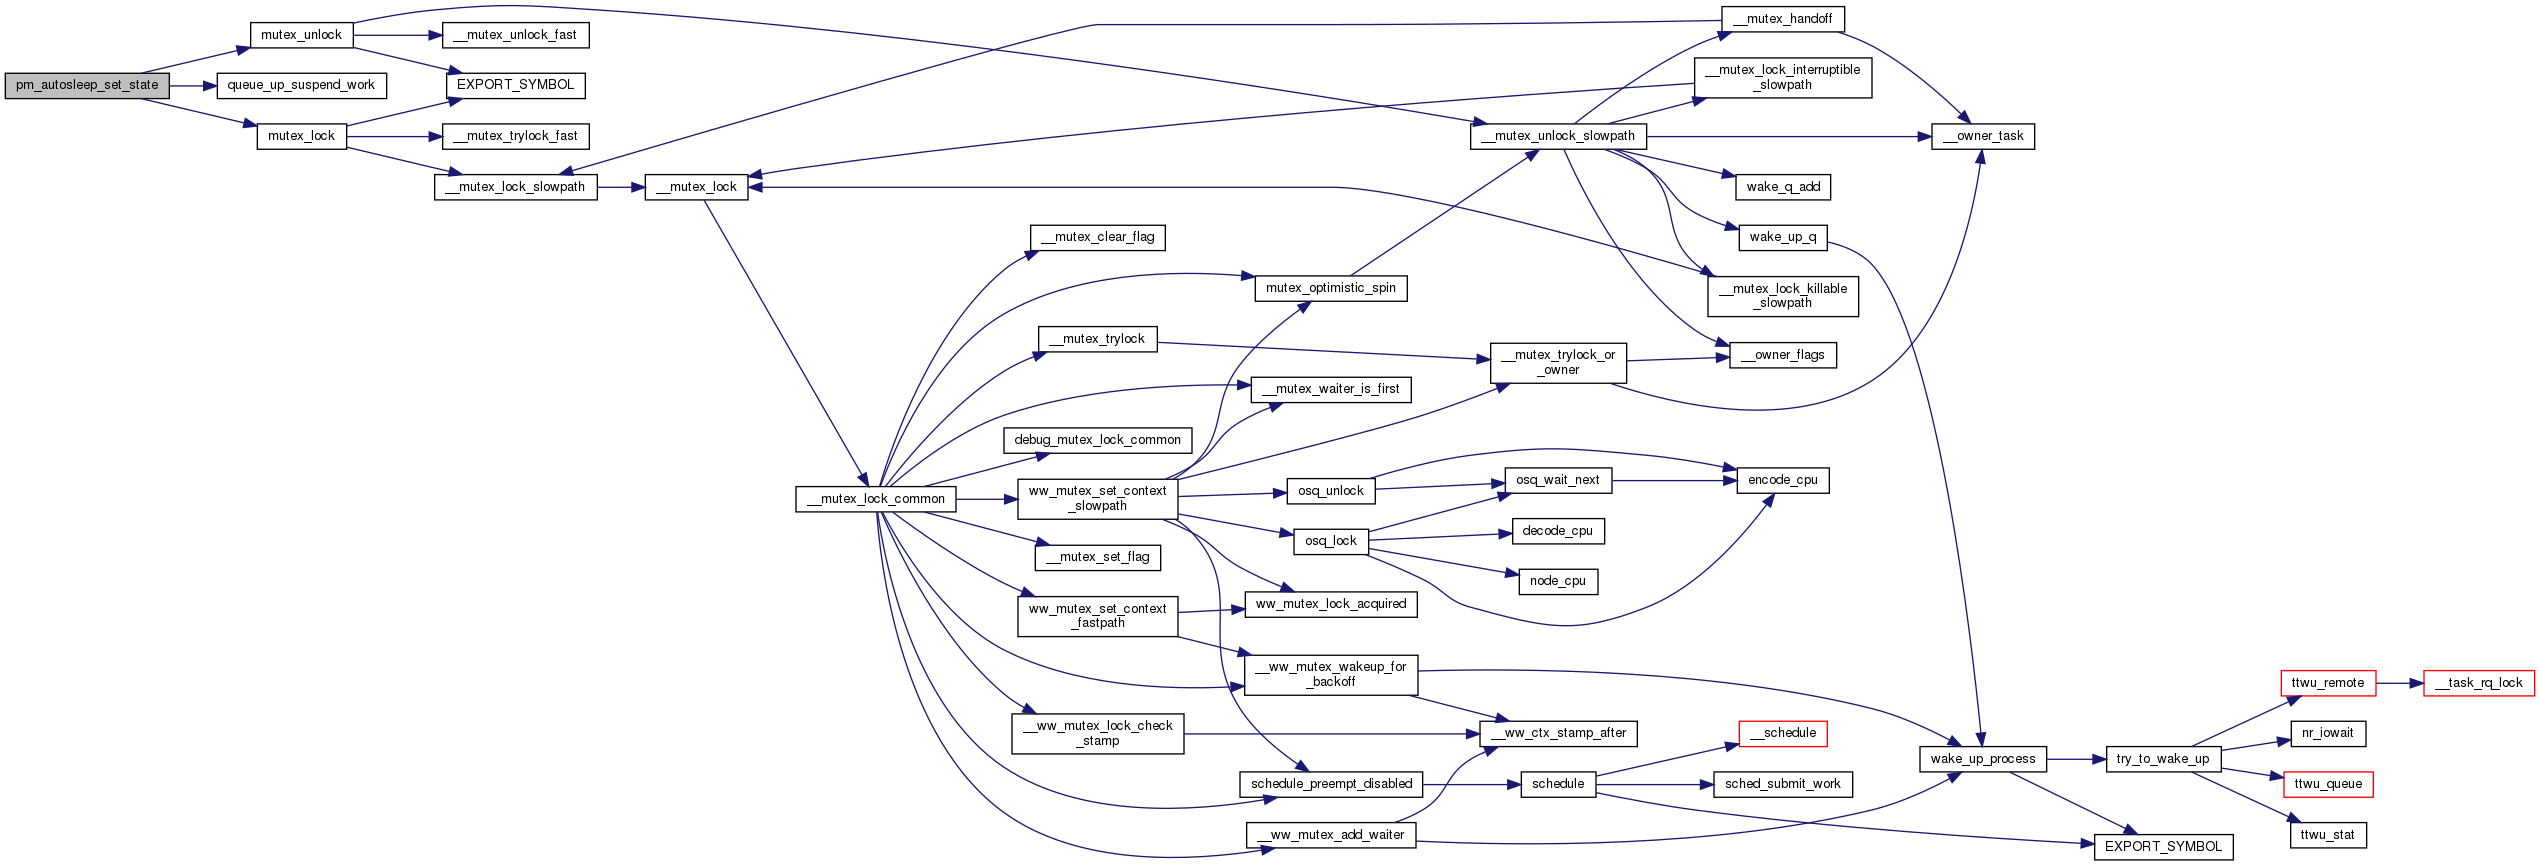 pm_autosleep_set_state
mutex_unlock
queue_up_suspend_work
mutex_lock
__mutex_unlock_fast
EXPORT_SYMBOL
__mutex_trylock_fast
__mutex_lock_slowpath
__mutex_lock
__mutex_lock_common
__mutex_clear_flag
__mutex_trylock
debug_mutex_lock_common
ww_mutex_set_context
_slowpath
__mutex_set_flag
ww_mutex_set_context
_fastpath
__ww_mutex_lock_check
_stamp
mutex_optimistic_spin
__mutex_waiter_is_first
osq_unlock
osq_lock
ww_mutex_lock_acquired
__ww_mutex_wakeup_for
_backoff
schedule_preempt_disabled
__ww_mutex_add_waiter
__mutex_unlock_slowpath
__mutex_trylock_or
_owner
osq_wait_next
decode_cpu
node_cpu
__ww_ctx_stamp_after
schedule
__mutex_handoff
__mutex_lock_interruptible
_slowpath
wake_q_add
wake_up_q
__mutex_lock_killable
_slowpath
__owner_flags
encode_cpu
__schedule
sched_submit_work
__owner_task
wake_up_process
try_to_wake_up
EXPORT_SYMBOL
ttwu_remote
nr_iowait
ttwu_queue
ttwu_stat
__task_rq_lock